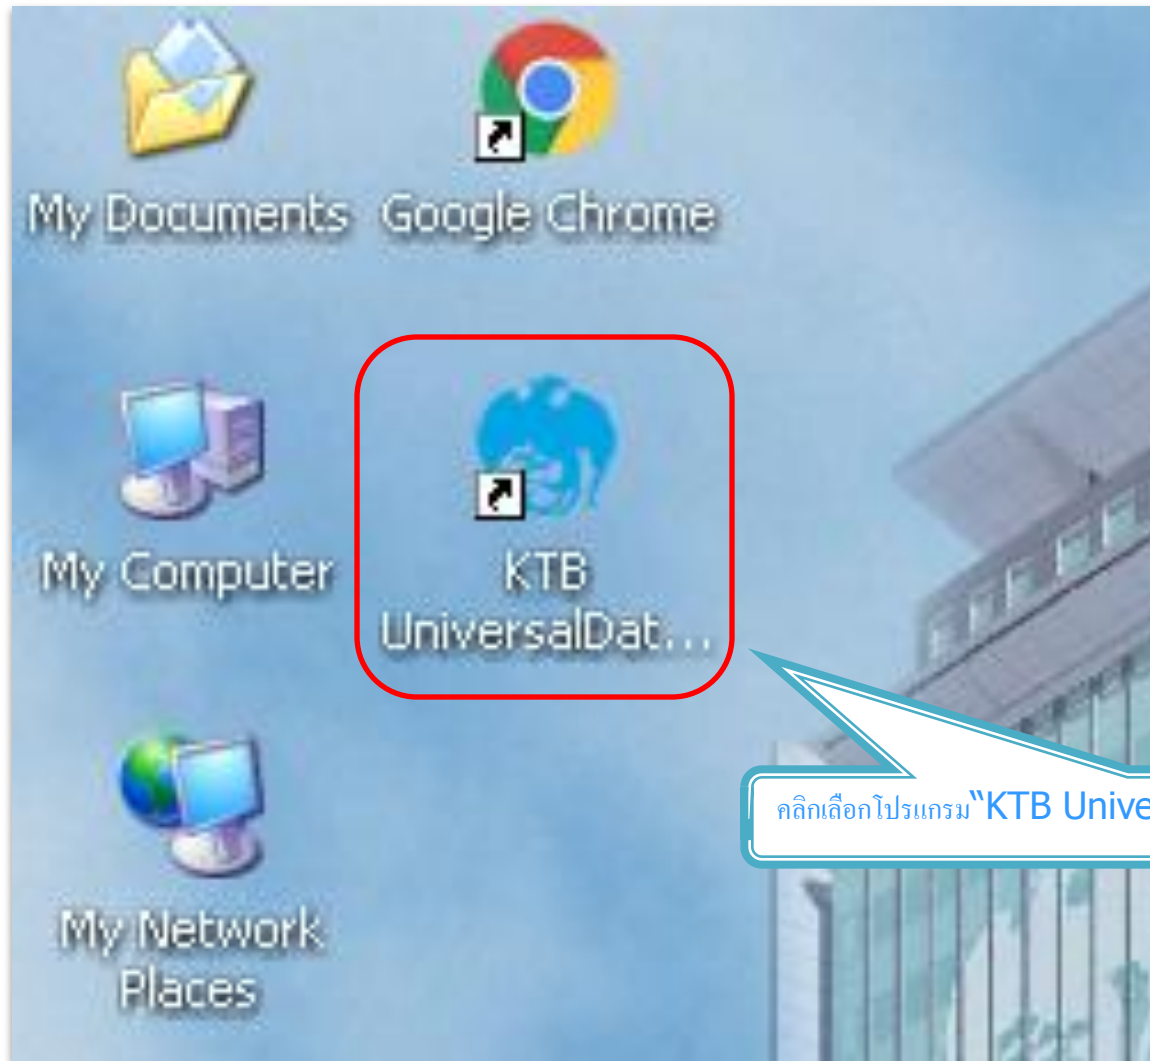 My Documents
Google Chrome
My Computer
KTB
UniversalDat...
คลิกเลือกโปรแกรม"KTB Unive
My Network
Places